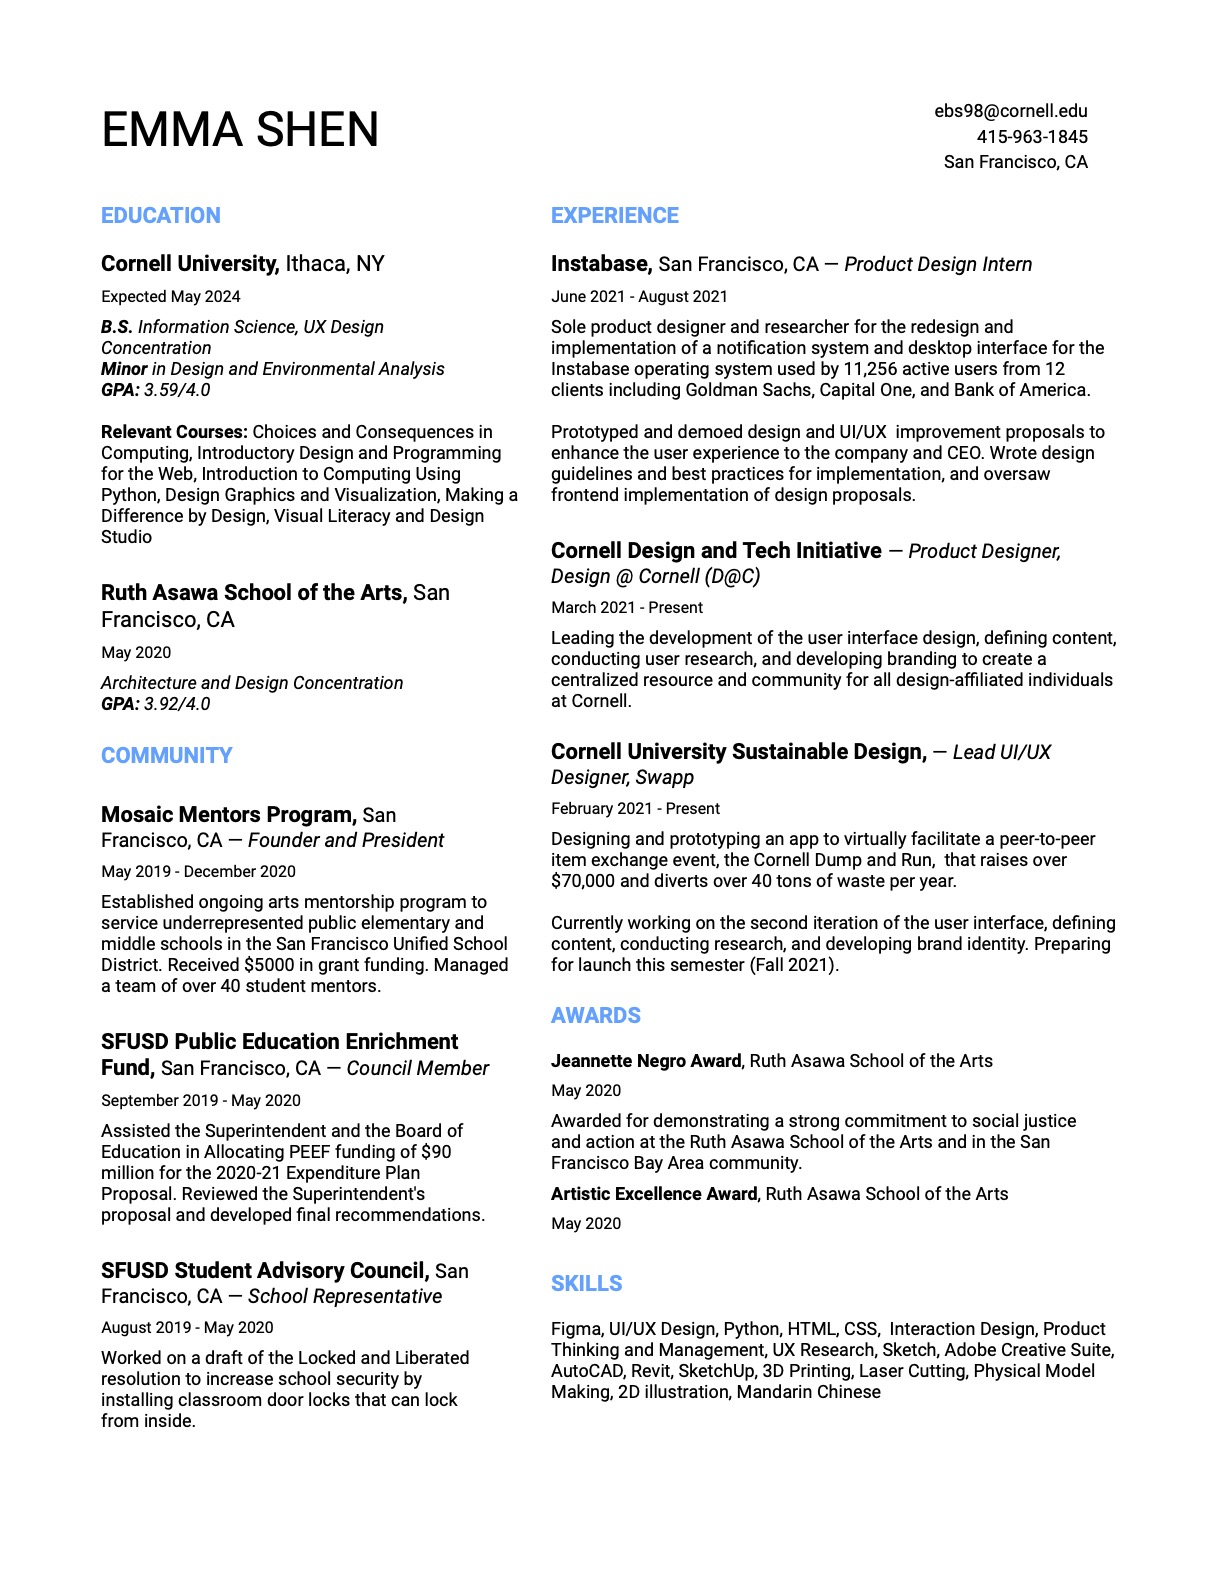 EMMA SHEN
ebs98@cornell.edu
415-963-1845
San Francisco, CA
EDUCATION
Cornell University, Ithaca, NY
Expected May 2024
B.S. Information Science, UX Design
Concentration
Minor in Design and Environmental Analysis
GPA: 3.59/4.0
Relevant Courses: Choices and Consequences in
Computing, Introductory Design and Programming
for the Web, Introduction to Computing Using
Python, Design Graphics and Visualization, Making a
Difference by Design, Visual Literacy and Design
Studio
Ruth Asawa School of the Arts, San
Francisco, CA
May 2020
Architecture and Design Concentration
GPA: 3.92/4.0
COMMUNITY
Mosaic Mentors Program, San
Francisco, CA — Founder and President
May 2019 - December 2020
Established ongoing arts mentorship program to
service underrepresented public elementary and
middle schools in the San Francisco Unified School
District. Received $5000 in grant funding. Managed
a team of over 40 student mentors.
SFUSD Public Education Enrichment
Fund, San Francisco, CA — Council Member
September 2019 - May 2020
Assisted the Superintendent and the Board of
Education in Allocating PEEF funding of $90
million for the 2020-21 Expenditure Plan
Proposal. Reviewed the Superintendent's
proposal and developed final recommendations.
SFUSD Student Advisory Council, San
Francisco, CA — School Representative
August 2019 - May 2020
Worked on a draft of the Locked and Liberated
resolution to increase school security by
installing classroom door locks that can lock
from inside.
EXPERIENCE
Instabase, San Francisco, CA — Product Design Intern
June 2021 - August 2021
Sole product designer and researcher for the redesign and
implementation of a notification system and desktop interface for the
Instabase operating system used by 11,256 active users from 12
clients including Goldman Sachs, Capital One, and Bank of America.
Prototyped and demoed design and UI/UX  improvement proposals to
enhance the user experience to the company and CEO. Wrote design
guidelines and best practices for implementation, and oversaw
frontend implementation of design proposals.
Cornell Design and Tech Initiative — Product Designer,
Design @ Cornell (D@C)
March 2021 - Present
Leading the development of the user interface design, defining content,
conducting user research, and developing branding to create a
centralized resource and community for all design-affiliated individuals
at Cornell.
Cornell University Sustainable Design, — Lead UI/UX
Designer, Swapp
February 2021 - Present
Designing and prototyping an app to virtually facilitate a peer-to-peer
item exchange event, the Cornell Dump and Run,  that raises over
$70,000 and diverts over 40 tons of waste per year.
Currently working on the second iteration of the user interface, defining
content, conducting research, and developing brand identity. Preparing
for launch this semester (Fall 2021).
AWARDS
Jeannette Negro Award, Ruth Asawa School of the Arts
May 2020
Awarded for demonstrating a strong commitment to social justice
and action at the Ruth Asawa School of the Arts and in the San
Francisco Bay Area community.
Artistic Excellence Award, Ruth Asawa School of the Arts
May 2020
SKILLS
Figma, UI/UX Design, Python, HTML, CSS,  Interaction Design, Product
Thinking and Management, UX Research, Sketch, Adobe Creative Suite,
AutoCAD, Revit, SketchUp, 3D Printing, Laser Cutting, Physical Model
Making, 2D illustration, Mandarin Chinese